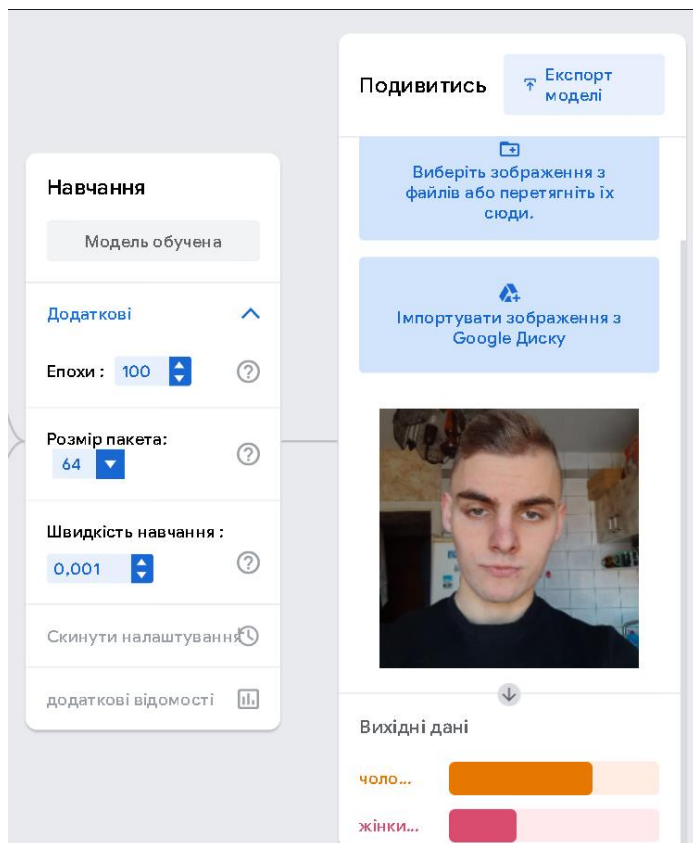 Навчання
Модель обучена
Додаткові
Епохи : 100
Розмір пакета:
64
Швидкість навчання :
0,001
Скинути налаштування
додаткові відомості
Подивитись
Експорт
моделі
Виберіть зображення з
файлів або перетягніть їх
сюди.
Імпортувати зображення з
Google Диску
Вихідні дані
чоло...
жінки...